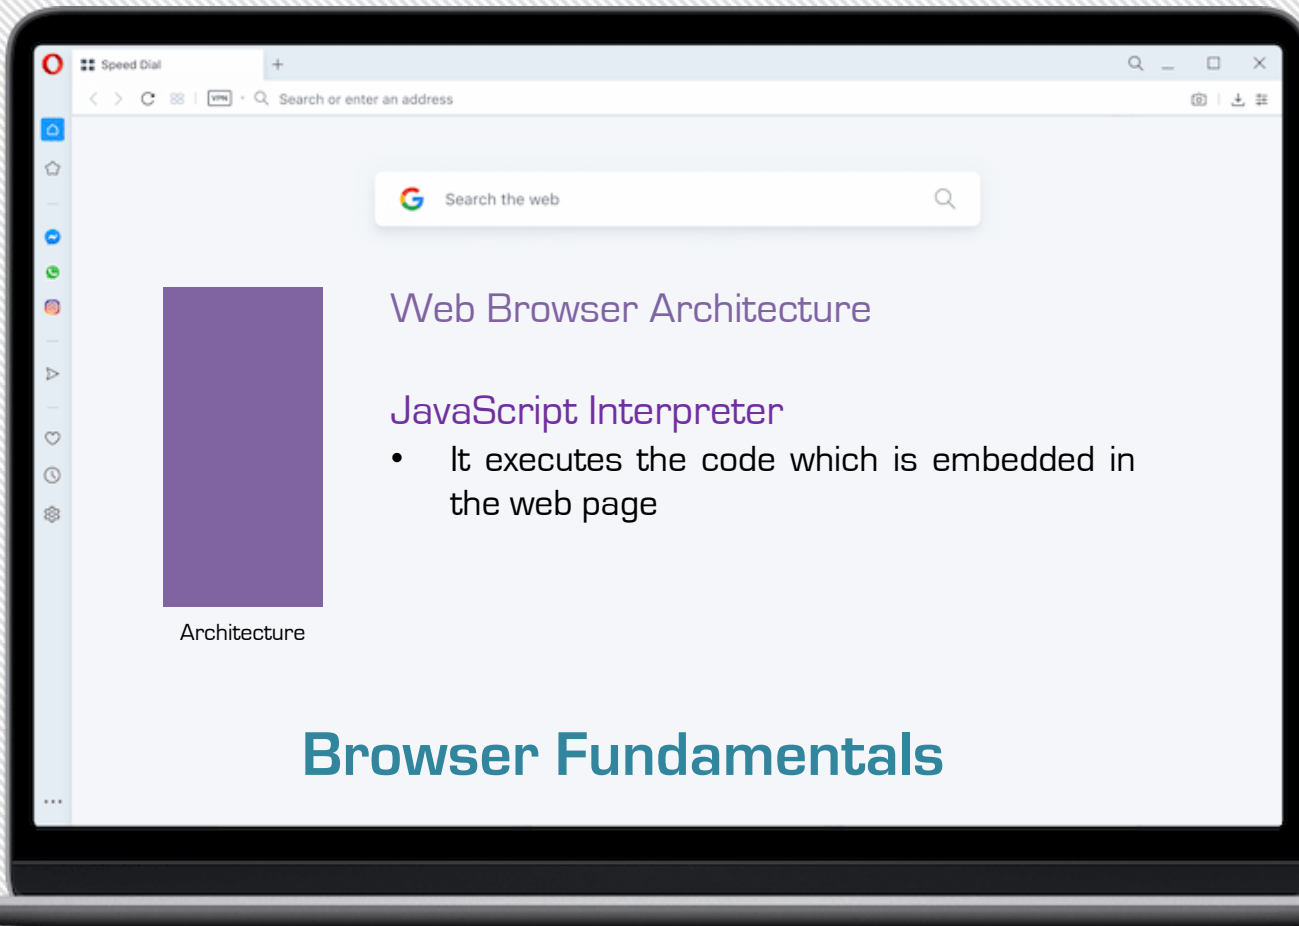 Speed Dial
VPN
Search or enter an address
Search the web
Web Browser Architecture
JavaScript Interpreter
• It executes the code which is embedded in
the web page
Architecture
Browser Fundamentals